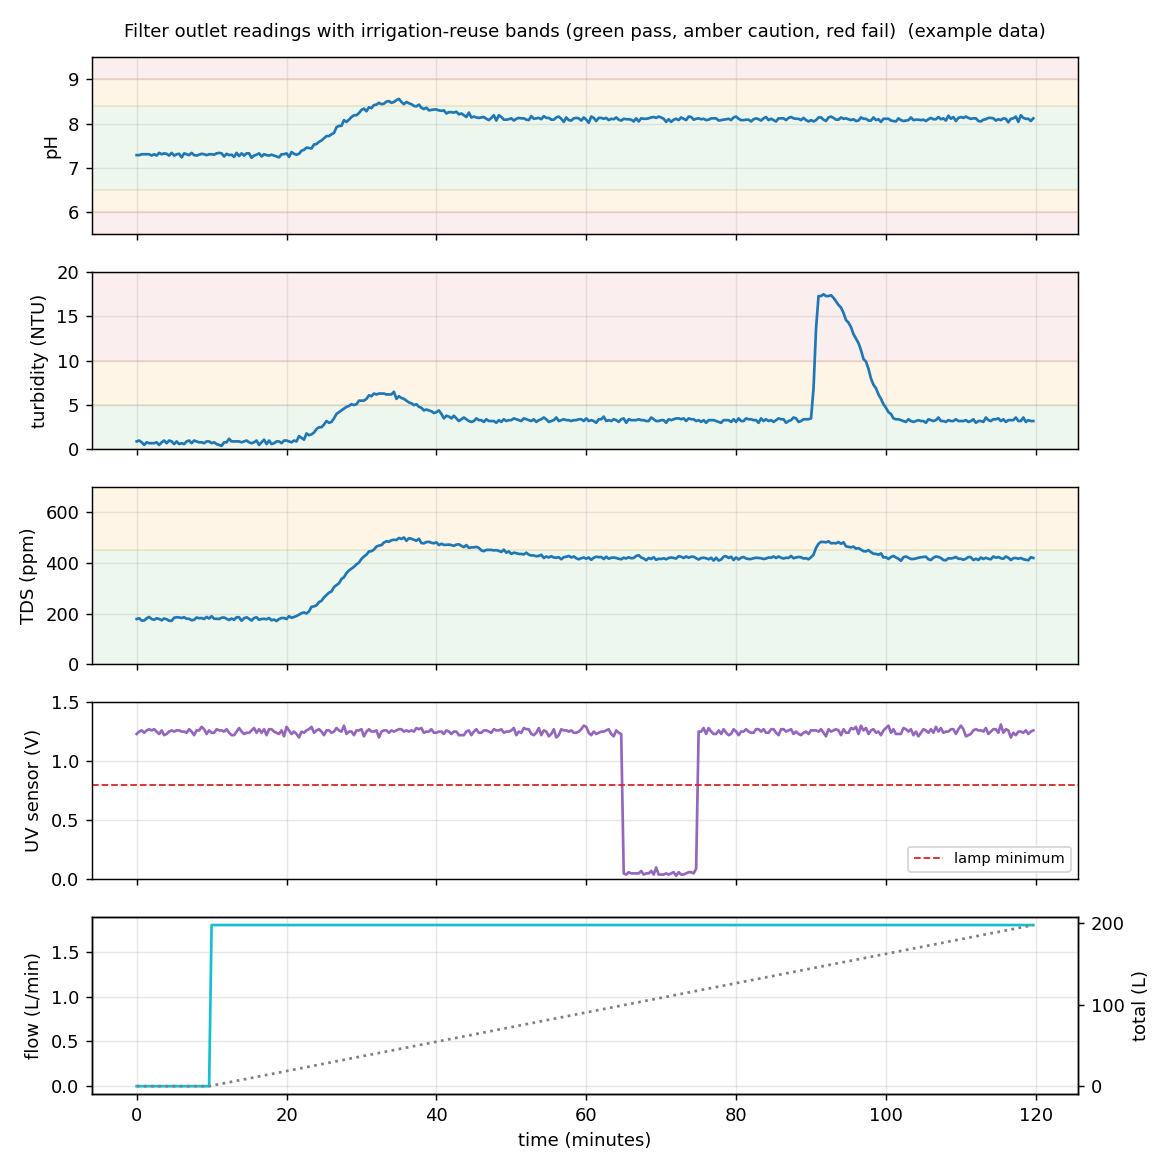 Filter outlet readings with irrigation-reuse bands (green pass, amber caution, red fail)  (example data)
9
8
7
6
pH
20
15
10
5
0
turbidity (NTU)
600
400
200
0
TDS (ppm)
1.5
1.0
0.5
0.0
UV sensor (V)
lamp minimum
1.5
1.0
0.5
0.0
flow (L/min)
200
100
0
total (L)
0 20 40 60 80 100 120
time (minutes)